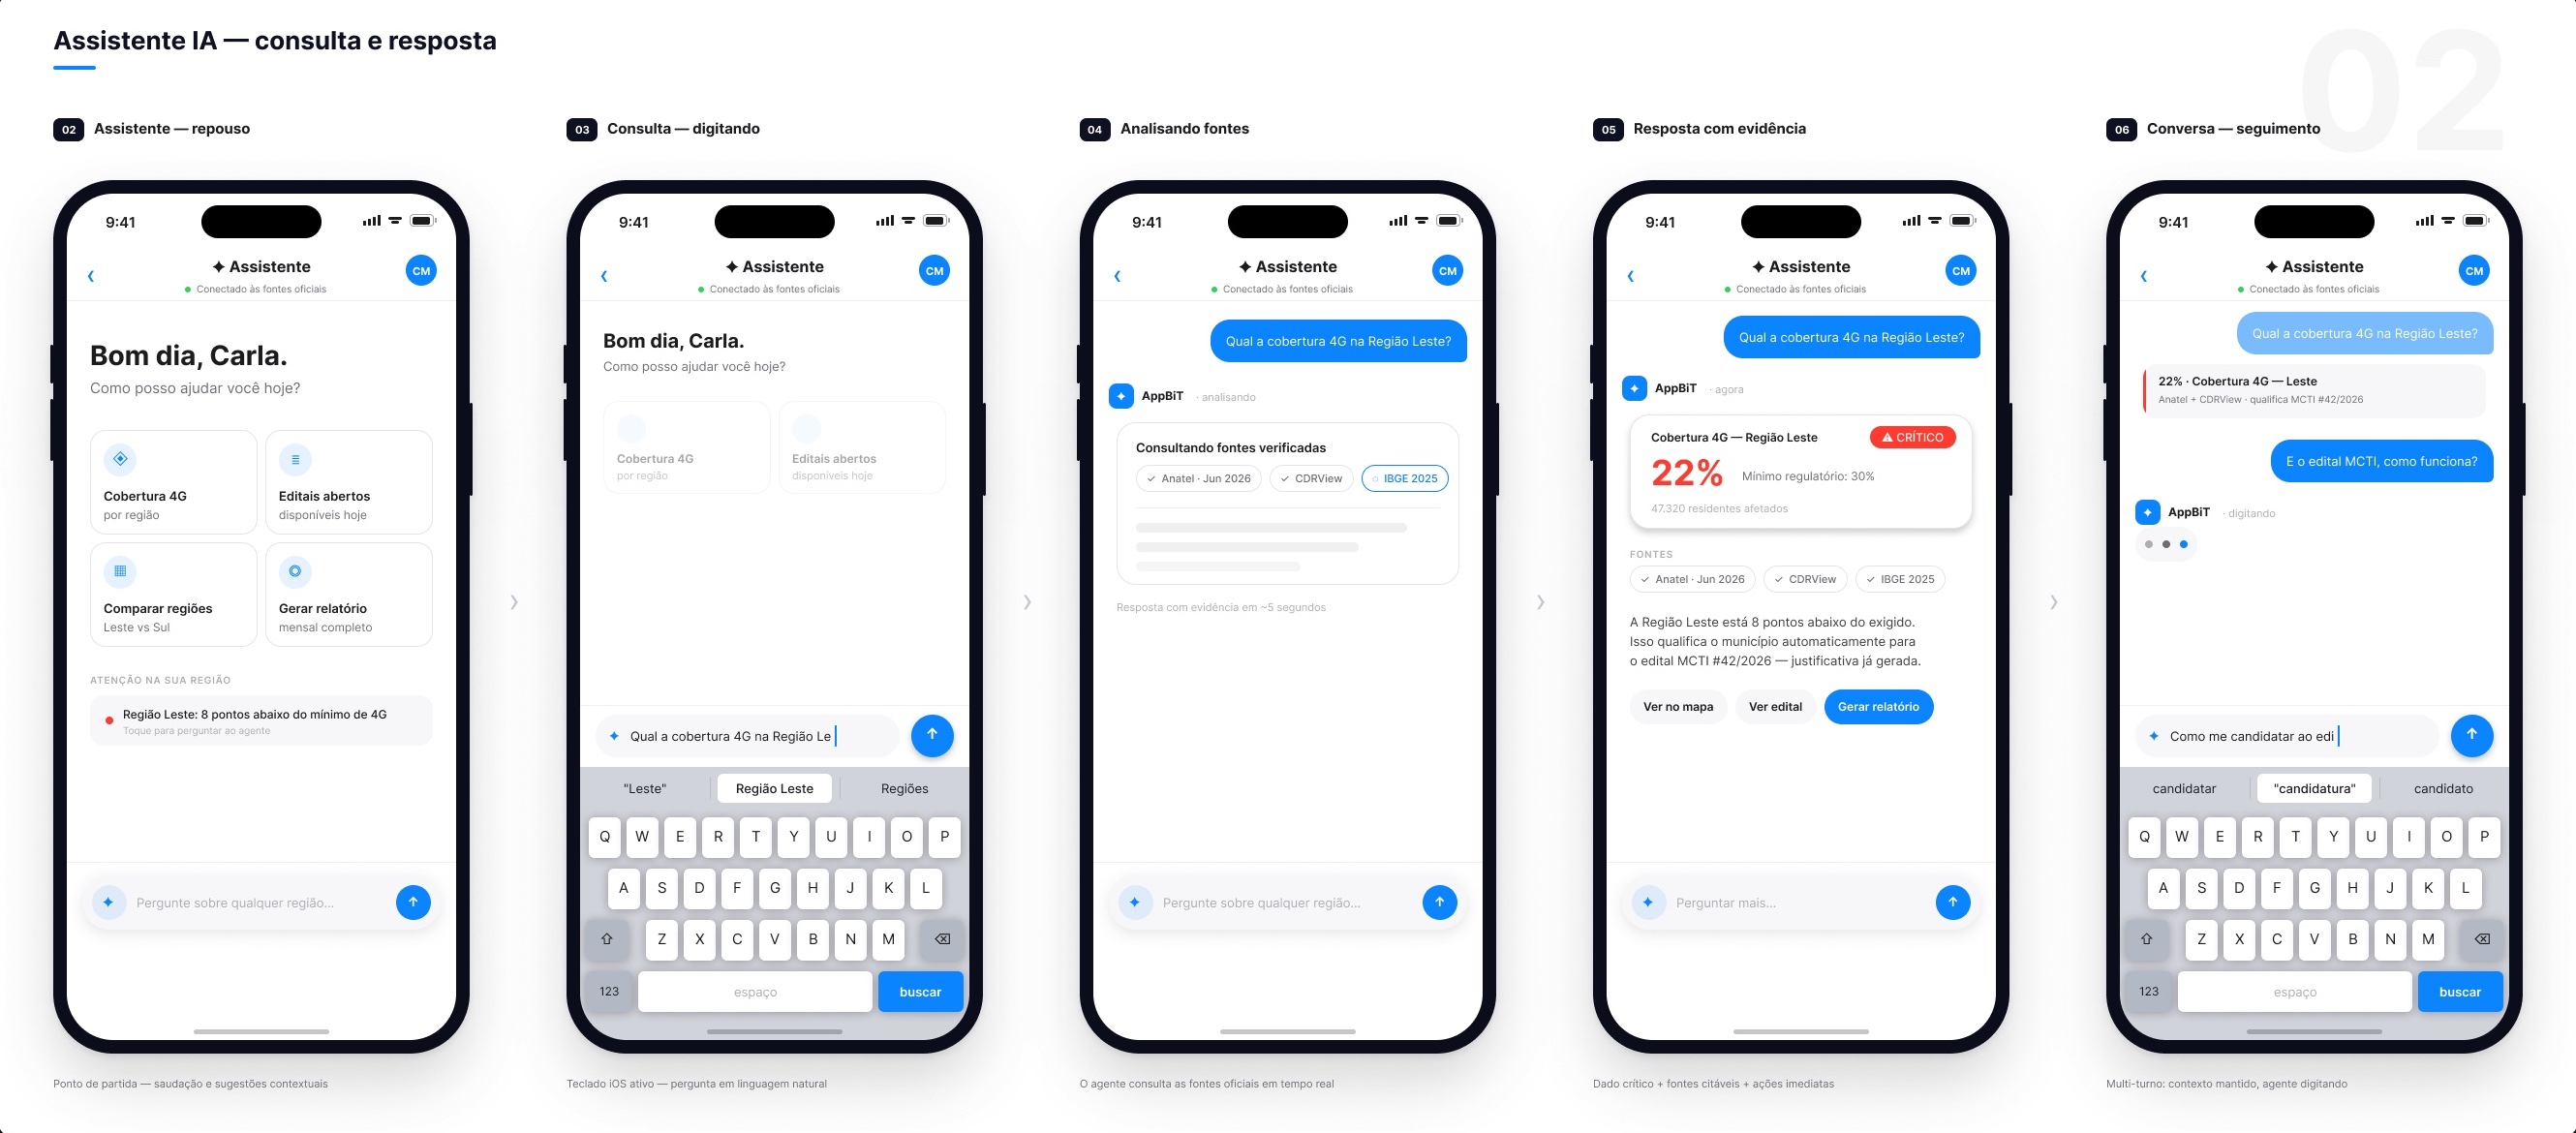 Assistente IA — consulta e resposta
02
02 Assistente — repouso
9:41
✦ Assistente
Conectado às fontes oficiais
CM
Bom dia, Carla.
Como posso ajudar você hoje?
Cobertura 4G
por região
Editais abertos
disponíveis hoje
Comparar regiões
Leste vs Sul
Gerar relatório
mensal completo
ATENÇÃO NA SUA REGIÃO
Região Leste: 8 pontos abaixo do mínimo de 4G
Toque para perguntar ao agente
Pergunte sobre qualquer região...
Ponto de partida — saudação e sugestões contextuais
03 Consulta — digitando
9:41
✦ Assistente
Conectado às fontes oficiais
CM
Bom dia, Carla.
Como posso ajudar você hoje?
Cobertura 4G
por região
Editais abertos
disponíveis hoje
Qual a cobertura 4G na Região Le
"Leste" Região Leste Regiões
Q W E R T Y U I O P
A S D F G H J K L
Z X C V B N M
123 espaço buscar
Teclado iOS ativo — pergunta em linguagem natural
04 Analisando fontes
9:41
✦ Assistente
Conectado às fontes oficiais
CM
Qual a cobertura 4G na Região Leste?
AppBiT · analisando
Consultando fontes verificadas
✓ Anatel · Jun 2026 ✓ CDRView ○ IBGE 2025
Resposta com evidência em ~5 segundos
Pergunte sobre qualquer região...
O agente consulta as fontes oficiais em tempo real
05 Resposta com evidência
9:41
✦ Assistente
Conectado às fontes oficiais
CM
Qual a cobertura 4G na Região Leste?
AppBiT · agora
Cobertura 4G — Região Leste
⚠ CRÍTICO
22% Mínimo regulatório: 30%
47.320 residentes afetados
FONTES
✓ Anatel · Jun 2026 ✓ CDRView ✓ IBGE 2025
A Região Leste está 8 pontos abaixo do exigido.
Isso qualifica o município automaticamente para
o edital MCTI #42/2026 — justificativa já gerada.
Ver no mapa Ver edital Gerar relatório
Perguntar mais...
Dado crítico + fontes citáveis + ações imediatas
06 Conversa — seguimento
9:41
✦ Assistente
Conectado às fontes oficiais
CM
Qual a cobertura 4G na Região Leste?
22% · Cobertura 4G — Leste
Anatel + CDRView · qualifica MCTI #42/2026
E o edital MCTI, como funciona?
AppBiT · digitando
Como me candidatar ao edi
candidatar "candidatura" candidato
Q W E R T Y U I O P
A S D F G H J K L
Z X C V B N M
123 espaço buscar
Multi-turno: contexto mantido, agente digitando